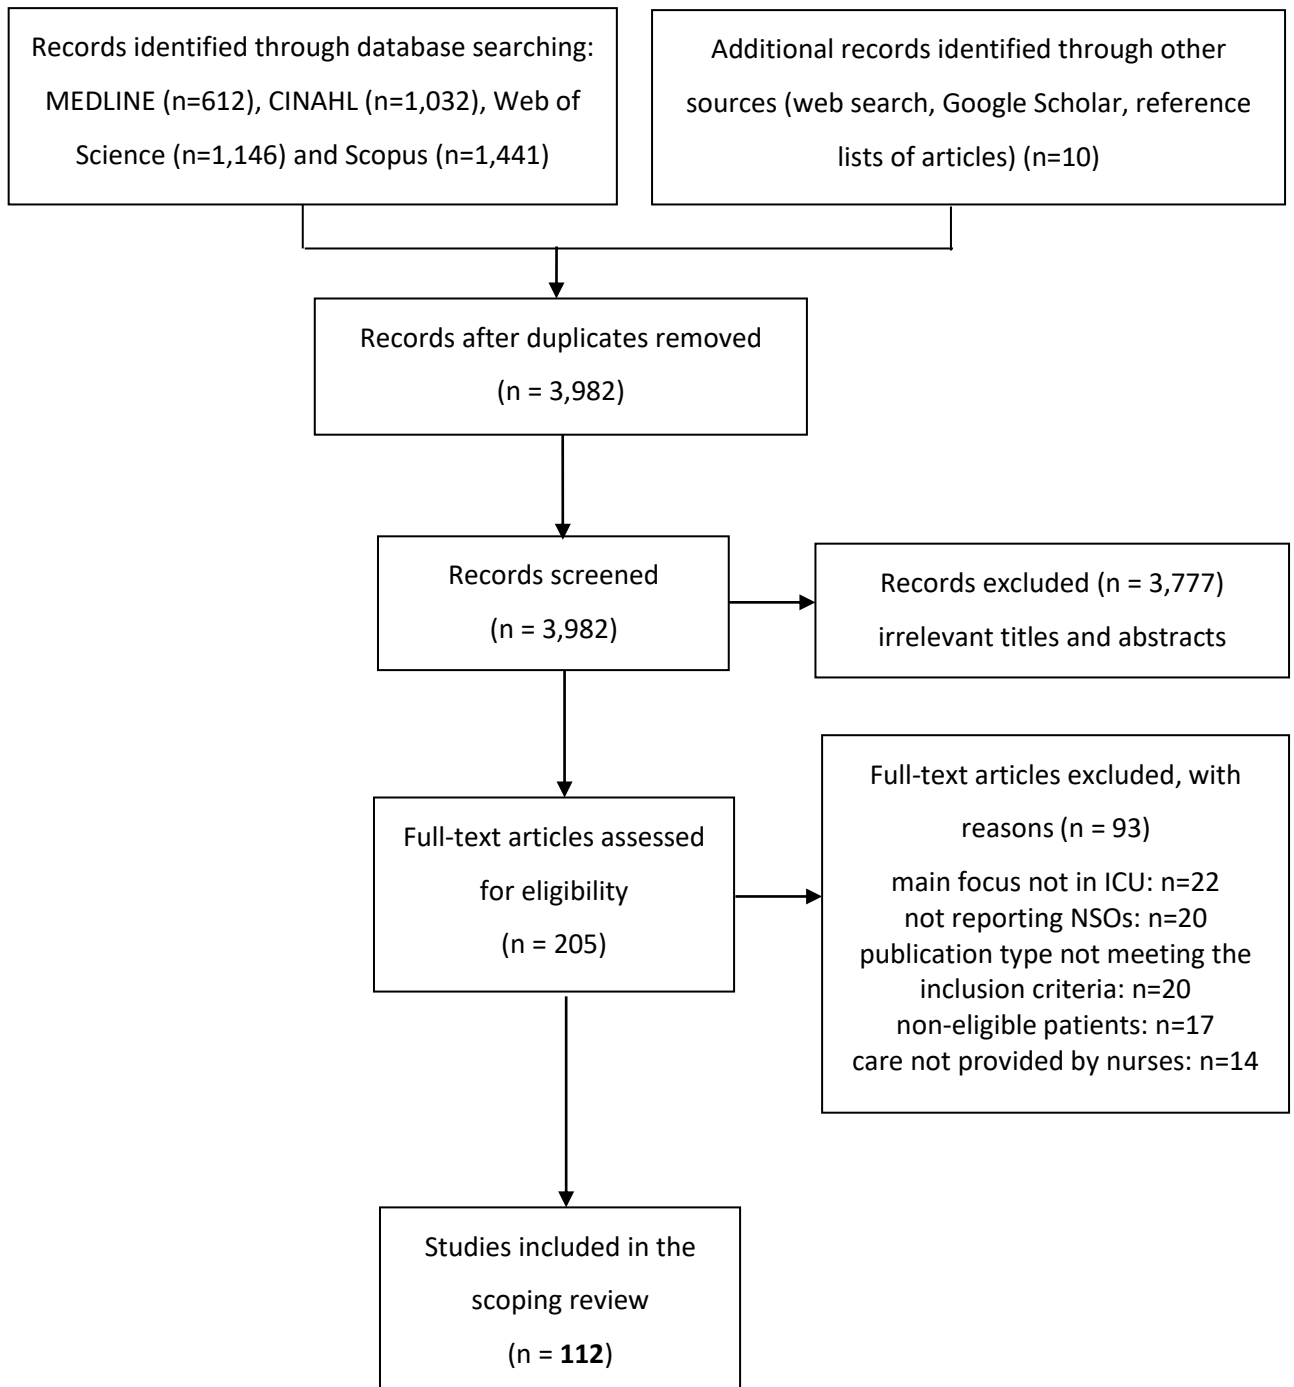 Records identified through database searching:
MEDLINE (n=612), CINAHL (n=1,032), Web of
Science (n=1,146) and Scopus (n=1,441)
Additional records identified through other
sources (web search, Google Scholar, reference
lists of articles) (n=10)
Records after duplicates removed
(n = 3,982)
Records screened
(n = 3,982)
Records excluded (n = 3,777)
irrelevant titles and abstracts
Full-text articles assessed
for eligibility
(n = 205)
Full-text articles excluded, with
reasons (n = 93)
main focus not in ICU: n=22
not reporting NSOs: n=20
publication type not meeting the
inclusion criteria: n=20
non-eligible patients: n=17
care not provided by nurses: n=14
Studies included in the
scoping review
(n = 112)